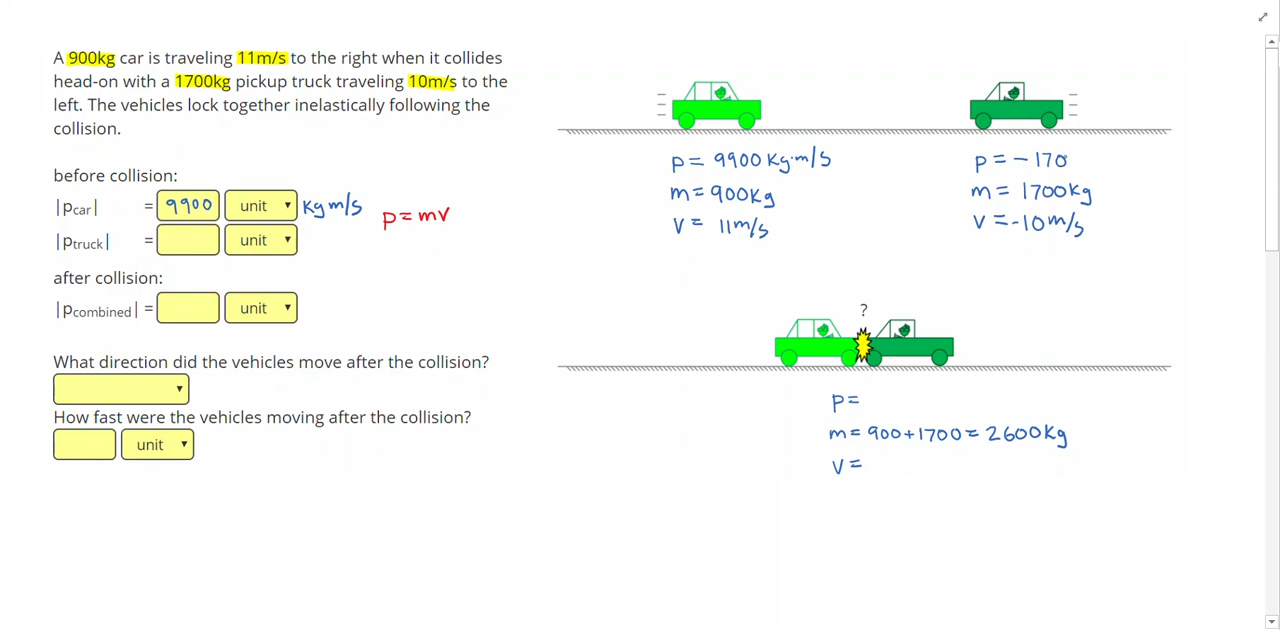 A 900kg car is traveling 11m/s to the right when it collides
head-on with a 1700kg pickup truck traveling 10m/s to the
left. The vehicles lock together inelastically following the
collision.
before collision:
|pcar| = 9900 unit kg m/s
p = mv
|ptruck| = unit
after collision:
|pcombined| = unit
What direction did the vehicles move after the collision?
How fast were the vehicles moving after the collision?
unit
p = 9900 kg·m/s
m = 900kg
v = 11m/s
p = -170
m = 1700kg
v = -10m/s
?
p =
m = 900+1700 = 2600kg
v =